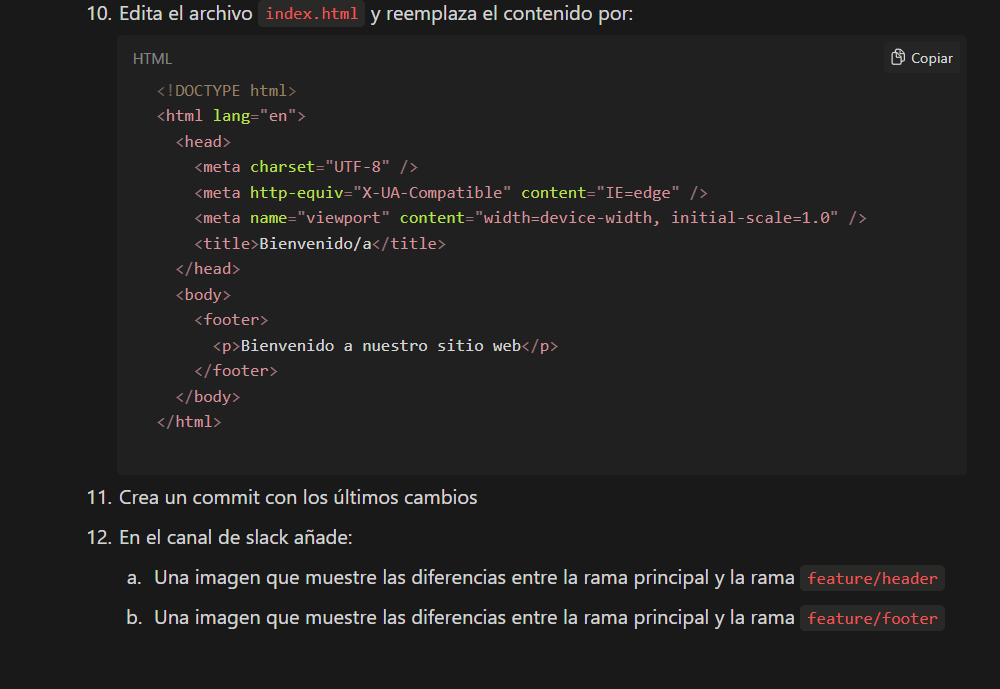 10. Edita el archivo index.html y reemplaza el contenido por:
HTML
Copiar
<!DOCTYPE html>
<html lang="en">
<head>
<meta charset="UTF-8" />
<meta http-equiv="X-UA-Compatible" content="IE=edge" />
<meta name="viewport" content="width=device-width, initial-scale=1.0" />
<title>Bienvenido/a</title>
</head>
<body>
<footer>
<p>Bienvenido a nuestro sitio web</p>
</footer>
</body>
</html>
11. Crea un commit con los últimos cambios
12. En el canal de slack añade:
a. Una imagen que muestre las diferencias entre la rama principal y la rama feature/header
b. Una imagen que muestre las diferencias entre la rama principal y la rama feature/footer